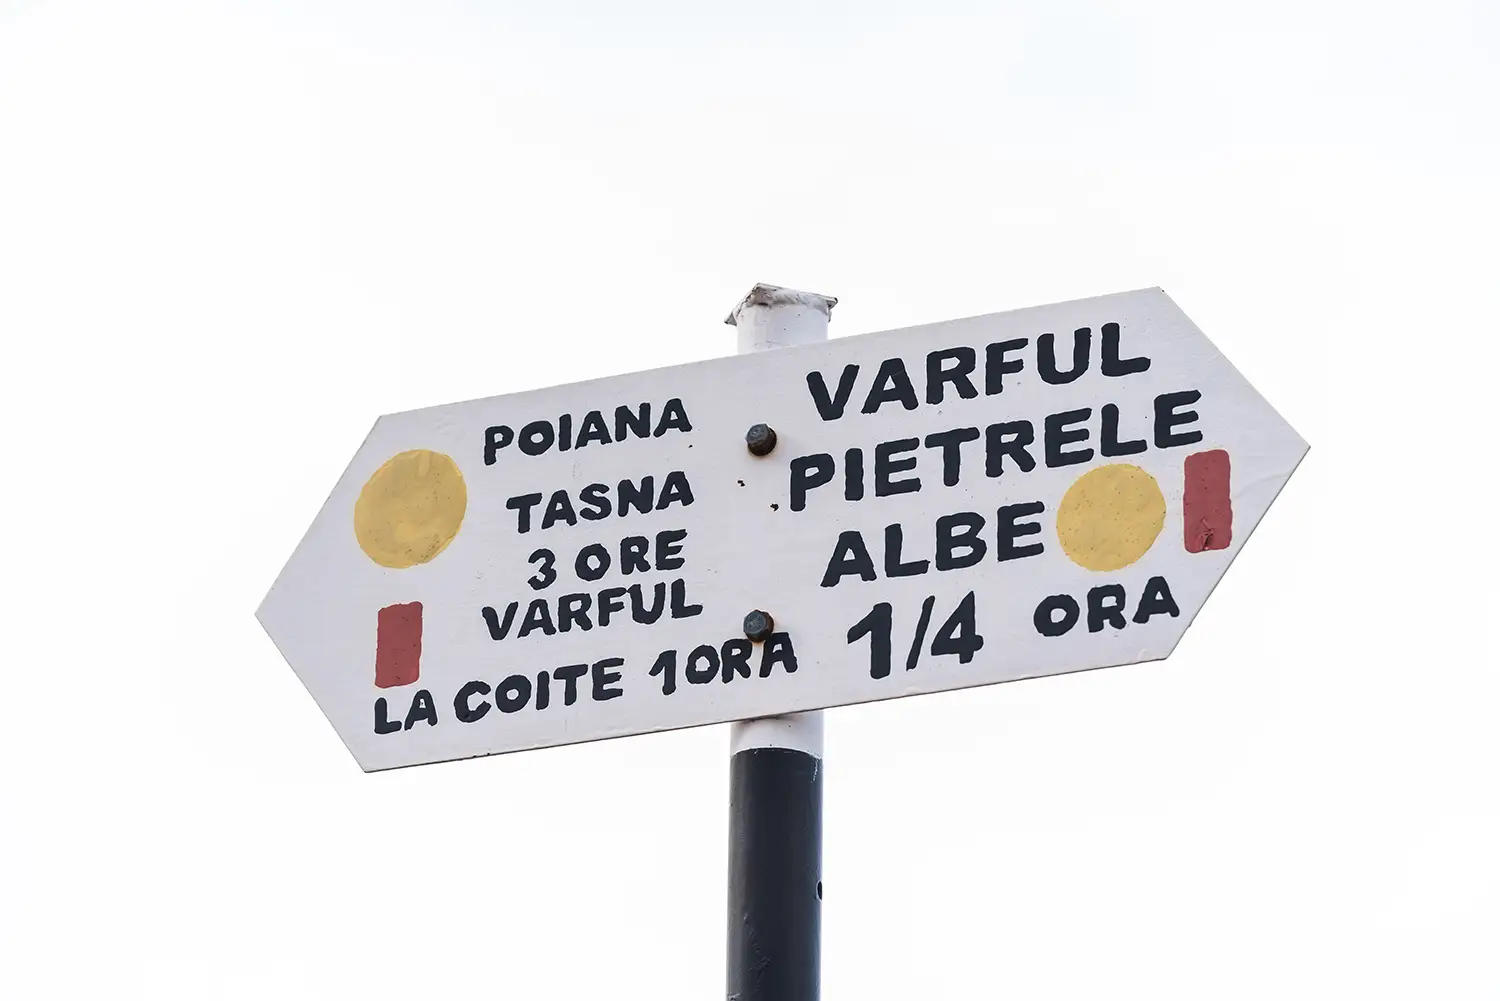 POIANA
TASNA
3 ORE
VARFUL
LA COITE 1ORA
VARFUL
PIETRELE
ALBE
1/4 ORA